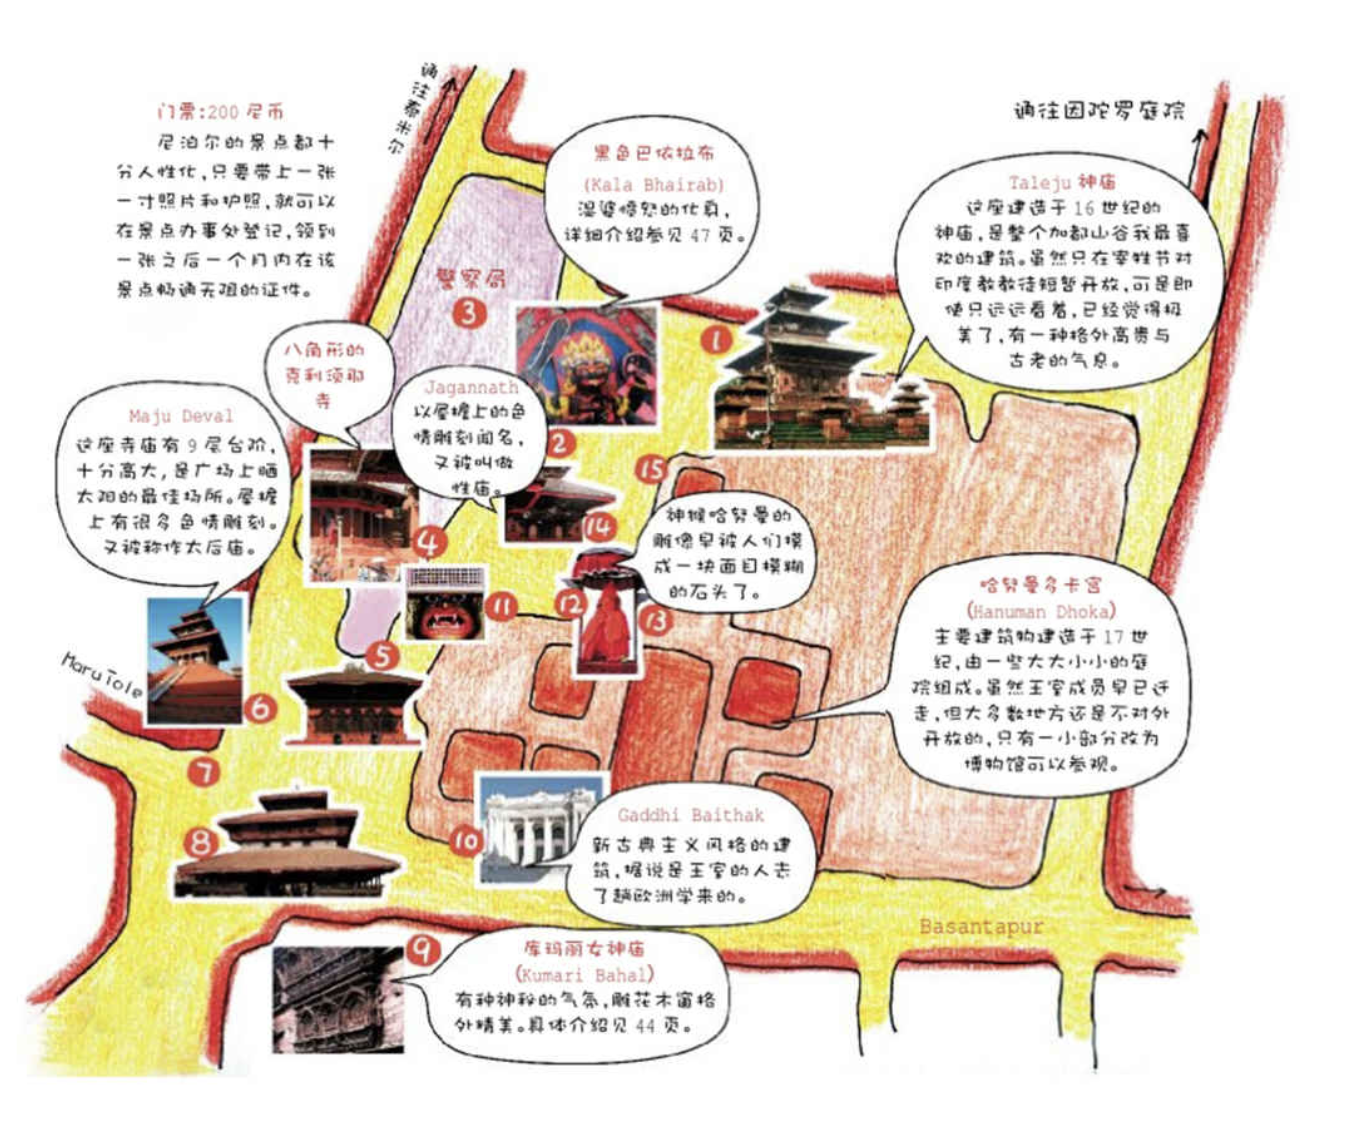 门票:200 尼币
尼泊尔的景点都十
分人性化,只要带上一张
一寸照片和护照,就可以
在景点办事处登记,领到
一张之后一个月内在该
景点畅通无阻的证件。
通往泰米尔
黑色巴依拉布
(Kala Bhairab)
湿婆愤怒的化身,
详细介绍参见 47 页。
通往因陀罗庭院
Taleju 神庙
这座建造于 16 世纪的
神庙,是整个加都山谷我最喜
欢的建筑。虽然只在宰牲节对
印度教教徒短暂开放,可是即
使只远远看着,已经觉得极
美了,有一种格外高贵与
古老的气息。
警察局
3
1
八角形的
克利须那
寺
Jagannath
以屋檐上的色
情雕刻闻名,
又被叫做
性庙。
2
Maju Deval
这座寺庙有 9 层台阶,
十分高大,是广场上晒
太阳的最佳场所。屋檐
上有很多色情雕刻。
又被称作太后庙。
15
14
4
神猴哈努曼的
雕像早被人们摸
成一块面目模糊
的石头了。
11
12
13
哈努曼多卡宫
(Hanuman Dhoka)
主要建筑物建造于 17 世
纪,由一些大大小小的庭
院组成。虽然王室成员早已迁
走,但大多数地方还是不对外
开放的,只有一小部分改为
博物馆可以参观。
5
MaruTole
6
7
8
10
Gaddhi Baithak
新古典主义风格的建
筑,据说是王室的人去
了趟欧洲学来的。
Basantapur
9
库玛丽女神庙
(Kumari Bahal)
有种神秘的气氛,雕花木窗格
外精美。具体介绍见 44 页。